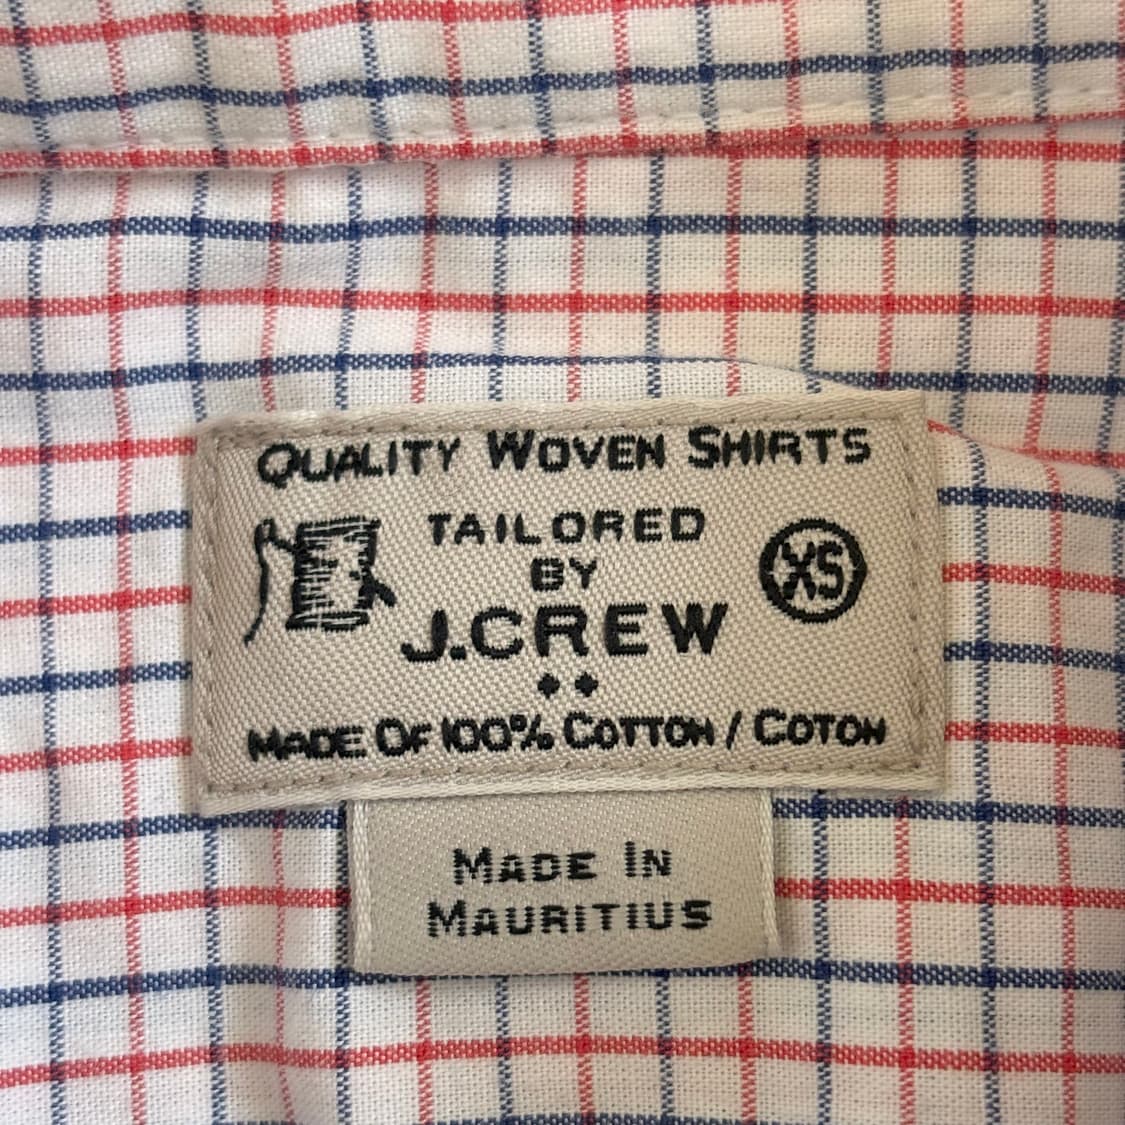 QUALITY WOVEN SHIRTS
TAILORED
BY
XS
J.CREW
MADE OF 100% COTTON / COTON
MADE IN
MAURITIUS